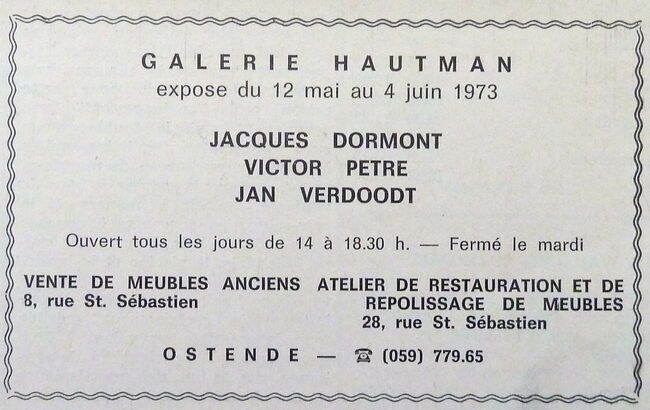 GALERIE HAUTMAN
expose du 12 mai au 4 juin 1973
JACQUES DORMONT
VICTOR PETRE
JAN VERDOODT
Ouvert tous les jours de 14 à 18.30 h. — Fermé le mardi
VENTE DE MEUBLES ANCIENS
8, rue St. Sébastien
ATELIER DE RESTAURATION ET DE
REPOLISSAGE DE MEUBLES
28, rue St. Sébastien
OSTENDE — ☎ (059) 779.65